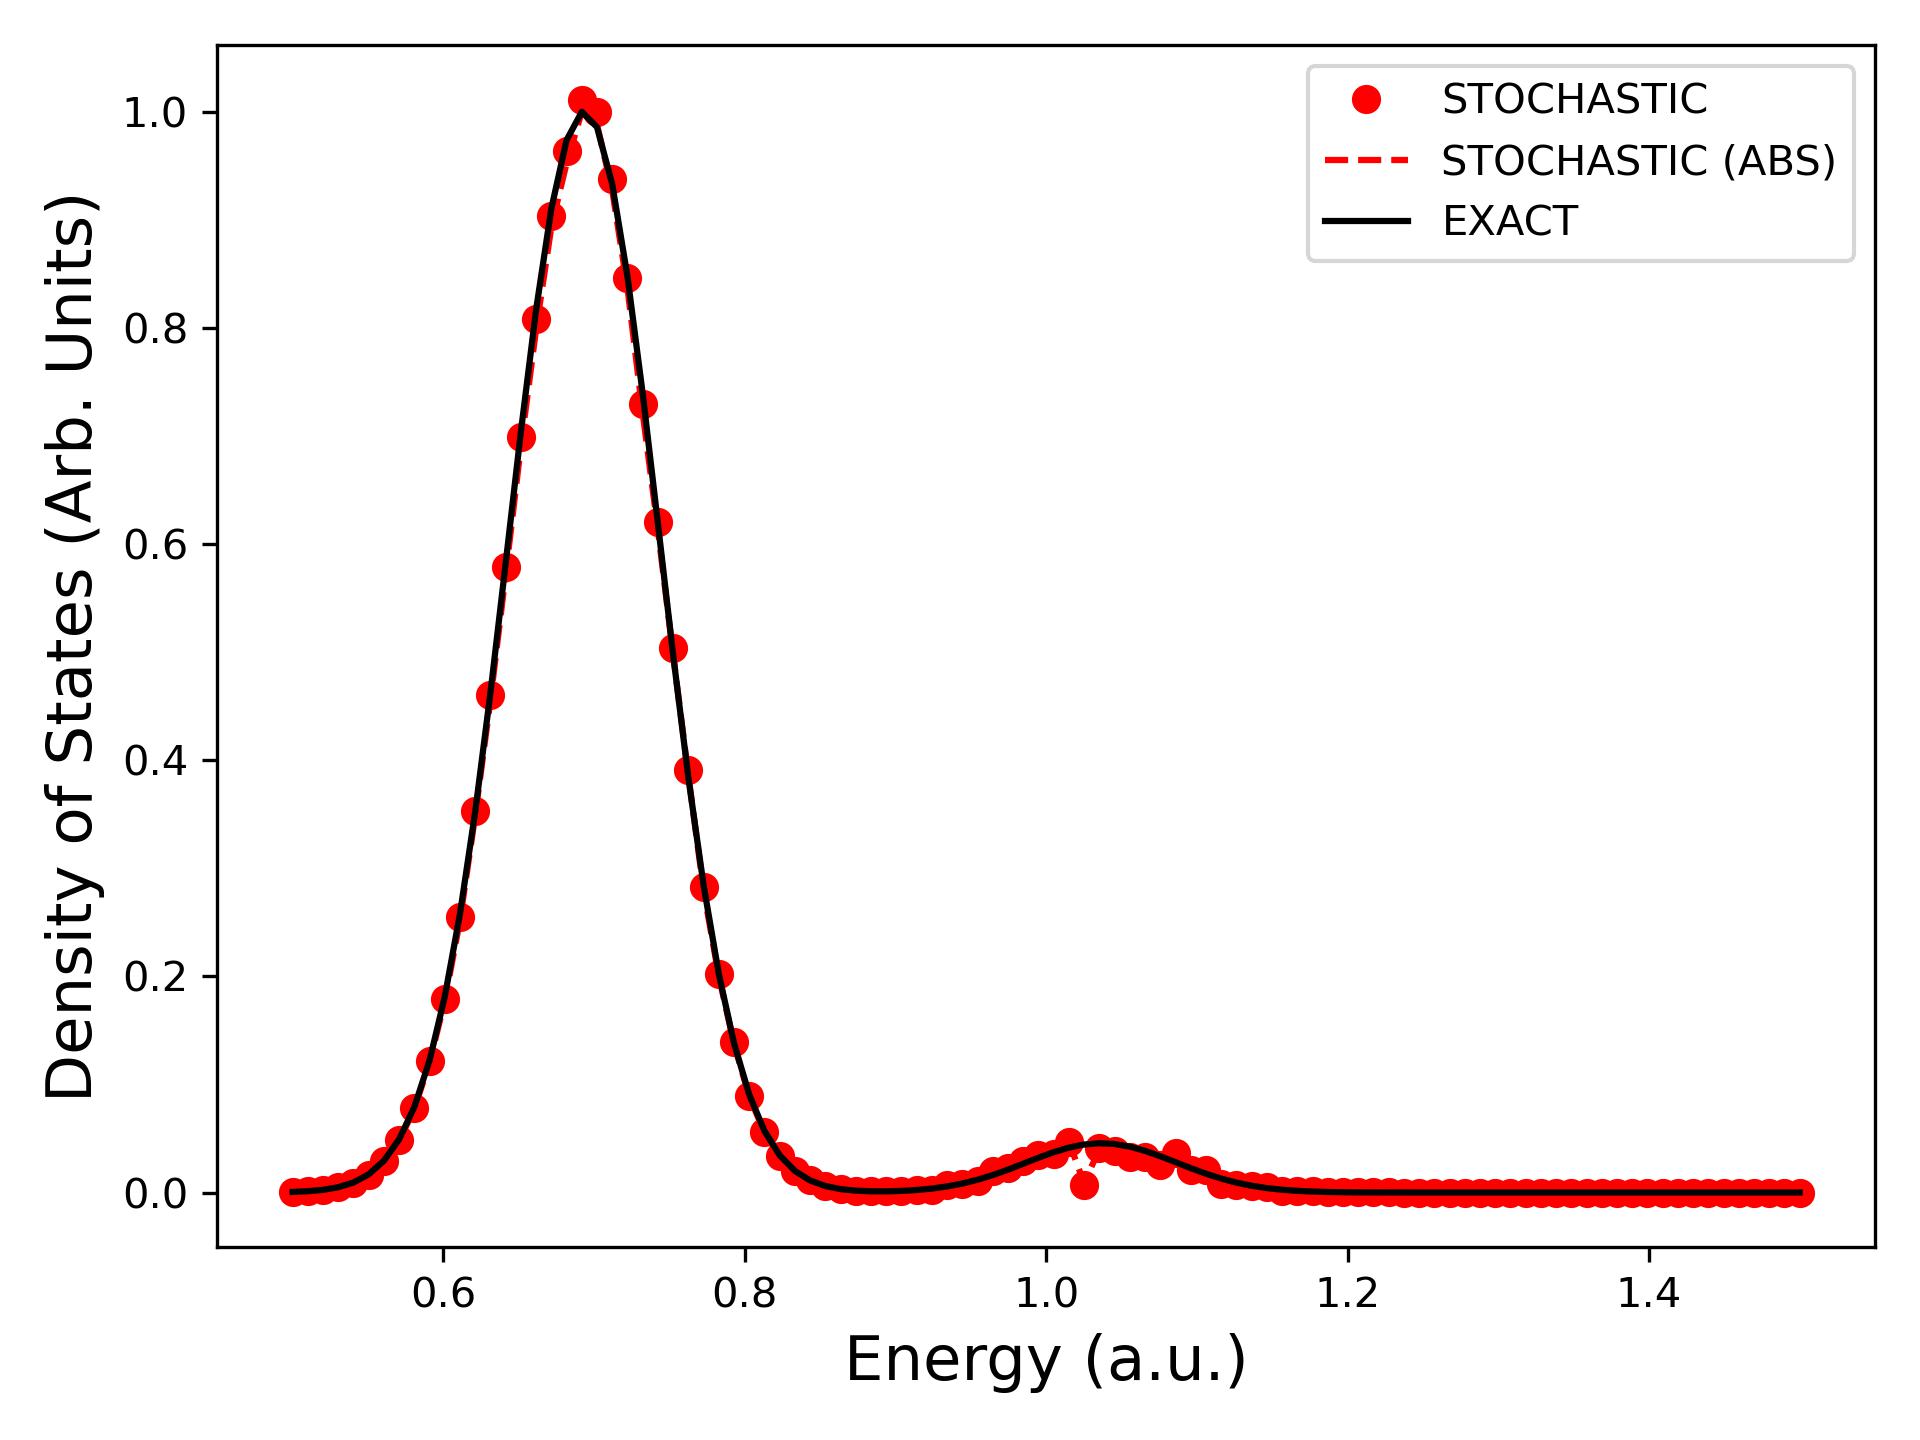 STOCHASTIC
STOCHASTIC (ABS)
EXACT
Density of States (Arb. Units)
1.0
0.8
0.6
0.4
0.2
0.0
0.6 0.8 1.0 1.2 1.4
Energy (a.u.)